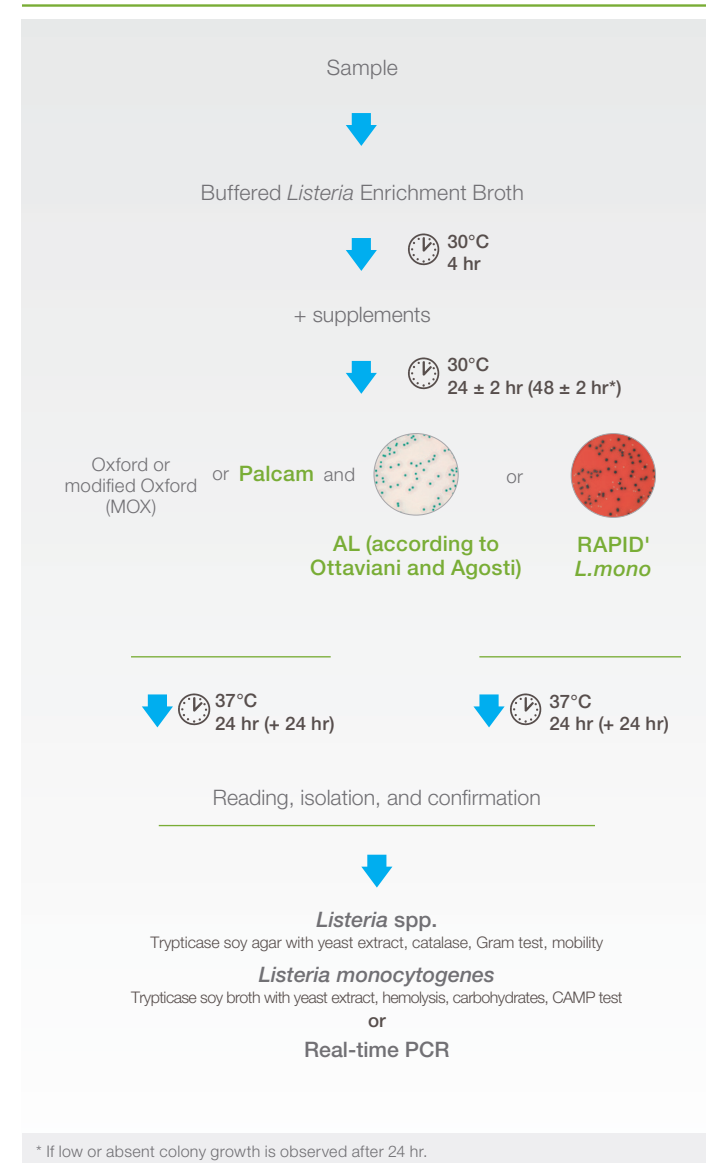 Sample
Buffered Listeria Enrichment Broth
30°C
4 hr
+ supplements
30°C
24 ± 2 hr (48 ± 2 hr*)
Oxford or
modified Oxford
(MOX)
or Palcam and
or
AL (according to
Ottaviani and Agosti)
RAPID'
L.mono
37°C
24 hr (+ 24 hr)
37°C
24 hr (+ 24 hr)
Reading, isolation, and confirmation
Listeria spp.
Trypticase soy agar with yeast extract, catalase, Gram test, mobility
Listeria monocytogenes
Trypticase soy broth with yeast extract, hemolysis, carbohydrates, CAMP test
or
Real-time PCR
* If low or absent colony growth is observed after 24 hr.